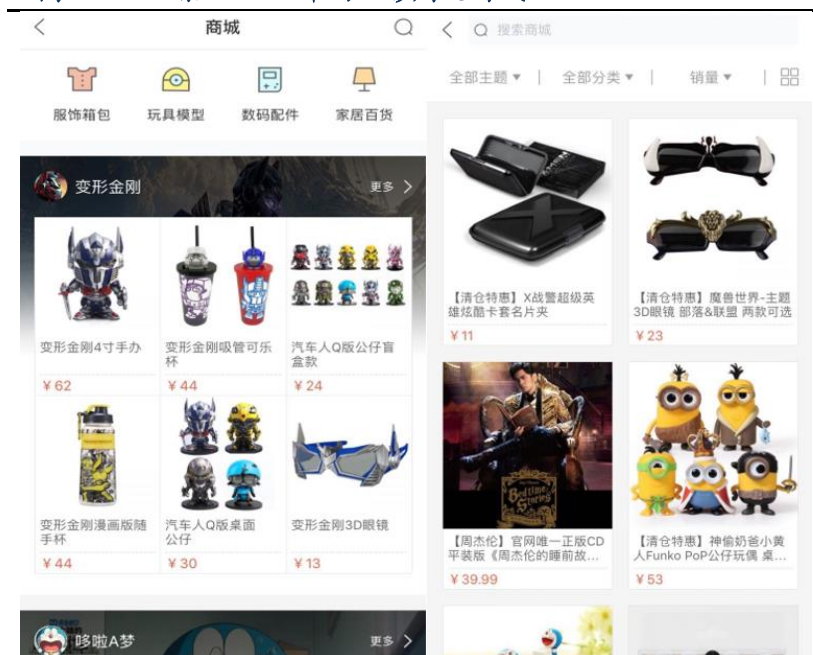 商城
服饰箱包 玩具模型 数码配件 家居百货
变形金刚 更多
变形金刚4寸手办
¥ 62
变形金刚吸管可乐
杯
¥ 44
汽车人Q版公仔盲
盒款
¥ 24
变形金刚漫画版随
手杯
¥ 44
汽车人Q版桌面
公仔
¥ 30
变形金刚3D眼镜
¥ 13
哆啦A梦 更多
搜索商城
全部主题 全部分类 销量
【清仓特惠】X战警超级英
雄炫酷卡套名片夹
¥ 11
【清仓特惠】魔兽世界-主题
3D眼镜 部落&联盟 两款可选
¥ 23
Bedtime
Stories
【周杰伦】官网唯一正版CD
平装版《周杰伦的睡前故...
¥ 39.99
【清仓特惠】神偷奶爸小黄
人Funko PoP公仔玩偶 桌...
¥ 53